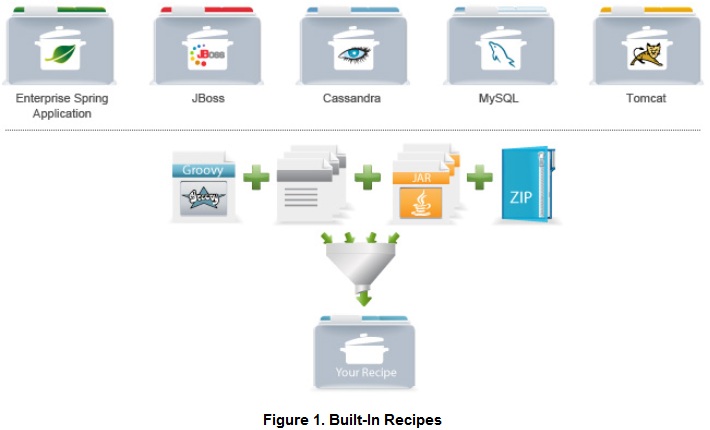 JBoss
Enterprise Spring
Application
JBoss
Cassandra
MySQL
Tomcat
Groovy
groovy
JAR
ZIP
Your Recipe
Figure 1. Built-In Recipes